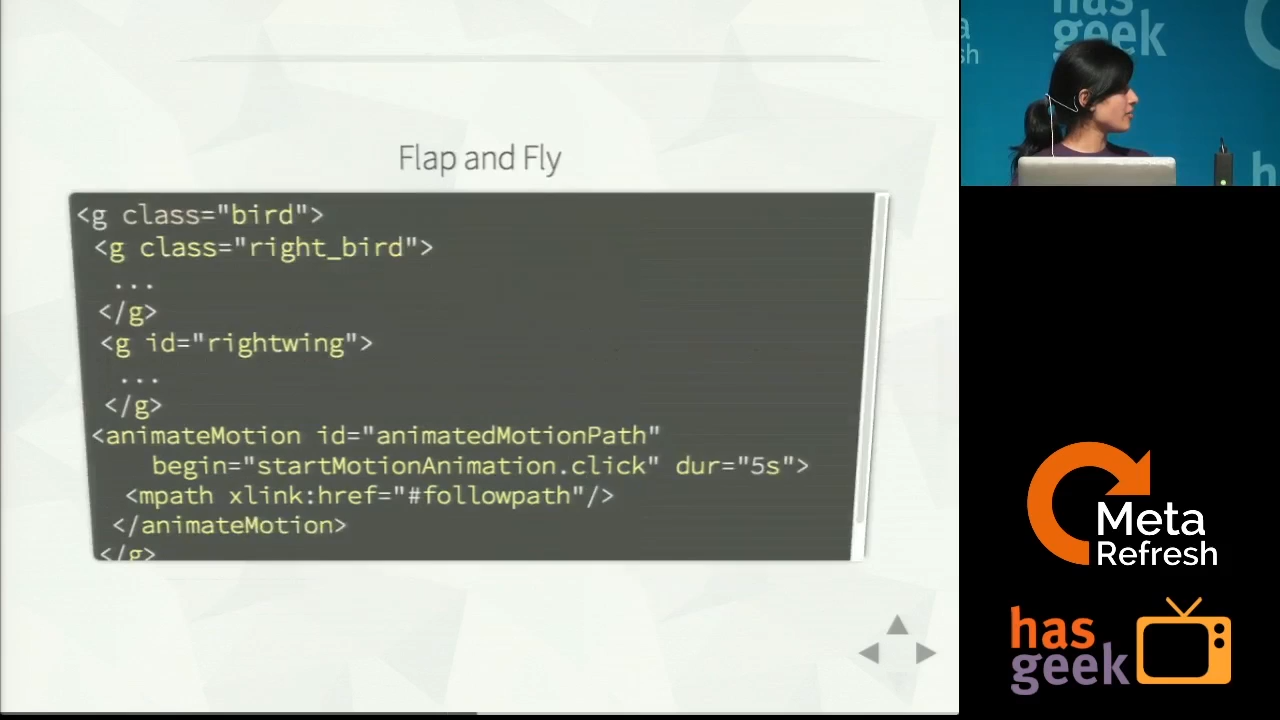 Flap and Fly
<g class="bird">
<g class="right_bird">
...
</g>
<g id="rightwing">
...
</g>
<animateMotion id="animatedMotionPath"
begin="startMotionAnimation.click" dur="5s">
<mpath xlink:href="#followpath"/>
</animateMotion>
</g>
has
geek
sh
h
Meta
Refresh
has
geek